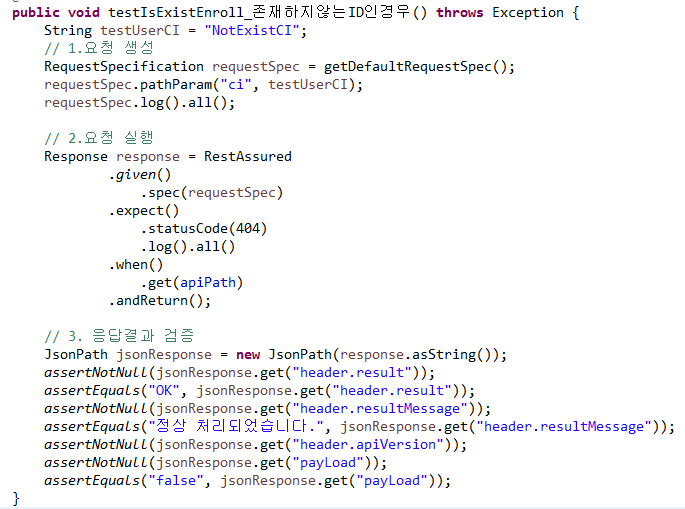 public void testIsExistEnroll_존재하지않는ID인경우() throws Exception {
    String testUserCI = "NotExistCI";
    // 1.요청 생성
    RequestSpecification requestSpec = getDefaultRequestSpec();
    requestSpec.pathParam("ci", testUserCI);
    requestSpec.log().all();

    // 2.요청 실행
    Response response = RestAssured
            .given()
                .spec(requestSpec)
            .expect()
                .statusCode(404)
                .log().all()
            .when()
                .get(apiPath)
            .andReturn();

    // 3. 응답결과 검증
    JsonPath jsonResponse = new JsonPath(response.asString());
    assertNotNull(jsonResponse.get("header.result"));
    assertEquals("OK", jsonResponse.get("header.result"));
    assertNotNull(jsonResponse.get("header.resultMessage"));
    assertEquals("정상 처리되었습니다.", jsonResponse.get("header.resultMessage"));
    assertNotNull(jsonResponse.get("header.apiVersion"));
    assertNotNull(jsonResponse.get("payLoad"));
    assertEquals("false", jsonResponse.get("payLoad"));
}